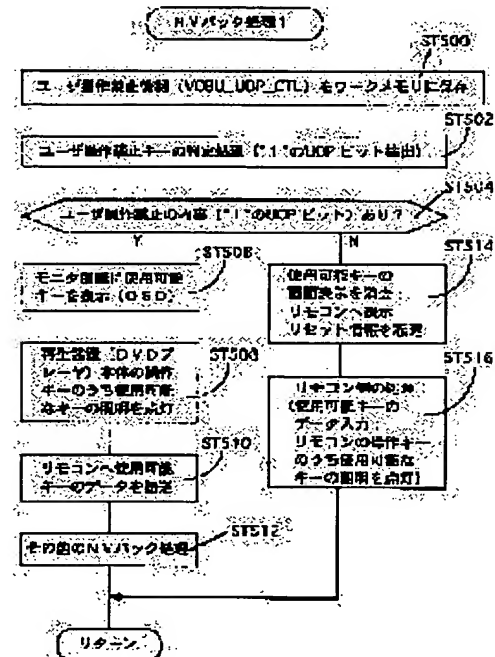 NVパック処理1
ST500
ユーザ操作禁止情報 (VOBU_UOP_CTL) をワークメモリに保存
ST502
ユーザ操作禁止キーの判定処理 ("1"のUOPビット検出)
ST504
ユーザ操作禁止の内容 ("1"のUOPビット) あり?
Y
N
ST506
モニタ画面に使用可能
キーを表示 (OSD)
ST508
再生装置 (DVDプ
レーヤ) 本体の操作
キーのうち使用可能
なキーの照明を点灯
ST510
リモコンへ使用可能
キーのデータを転送
ST512
その他のNVパック処理
ST514
使用可能キーの
画面表示を消去
リモコンへ表示
リセット情報を
ST516
リモコン側の処理
(使用可能キーの
データ入力
リモコンの操作キー
のうち使用可能な
キーの照明を点灯)
リターン